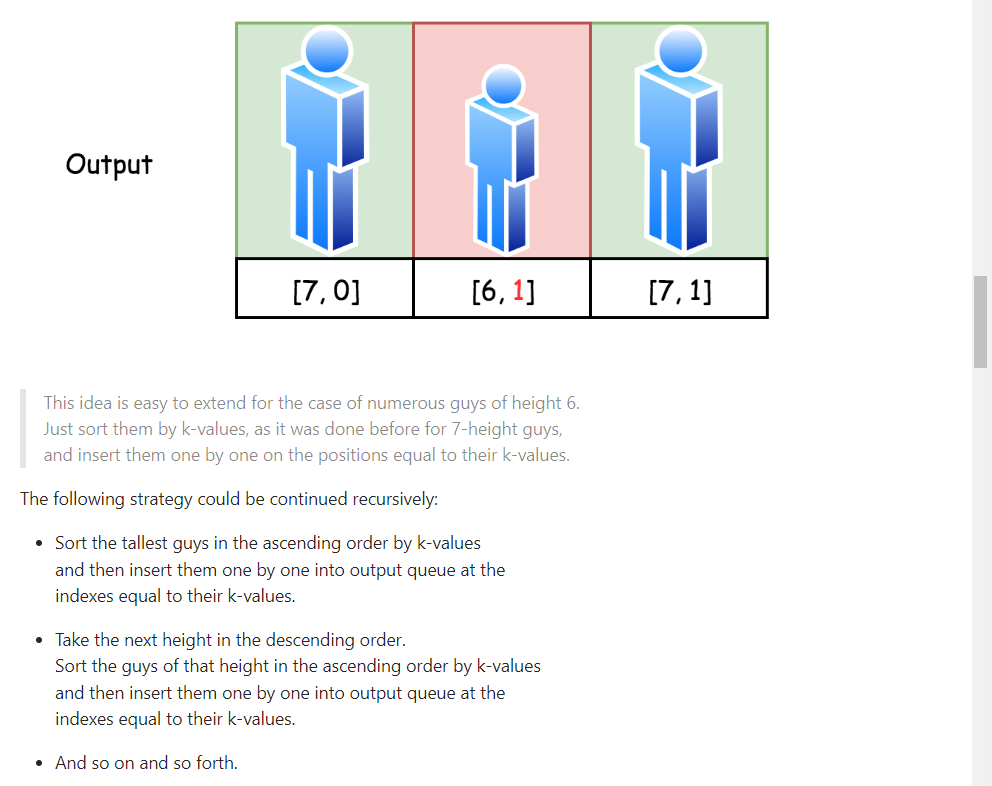 Output
[7, 0] [6, 1] [7, 1]
This idea is easy to extend for the case of numerous guys of height 6.
Just sort them by k-values, as it was done before for 7-height guys,
and insert them one by one on the positions equal to their k-values.
The following strategy could be continued recursively:
• Sort the tallest guys in the ascending order by k-values
and then insert them one by one into output queue at the
indexes equal to their k-values.
• Take the next height in the descending order.
Sort the guys of that height in the ascending order by k-values
and then insert them one by one into output queue at the
indexes equal to their k-values.
• And so on and so forth.